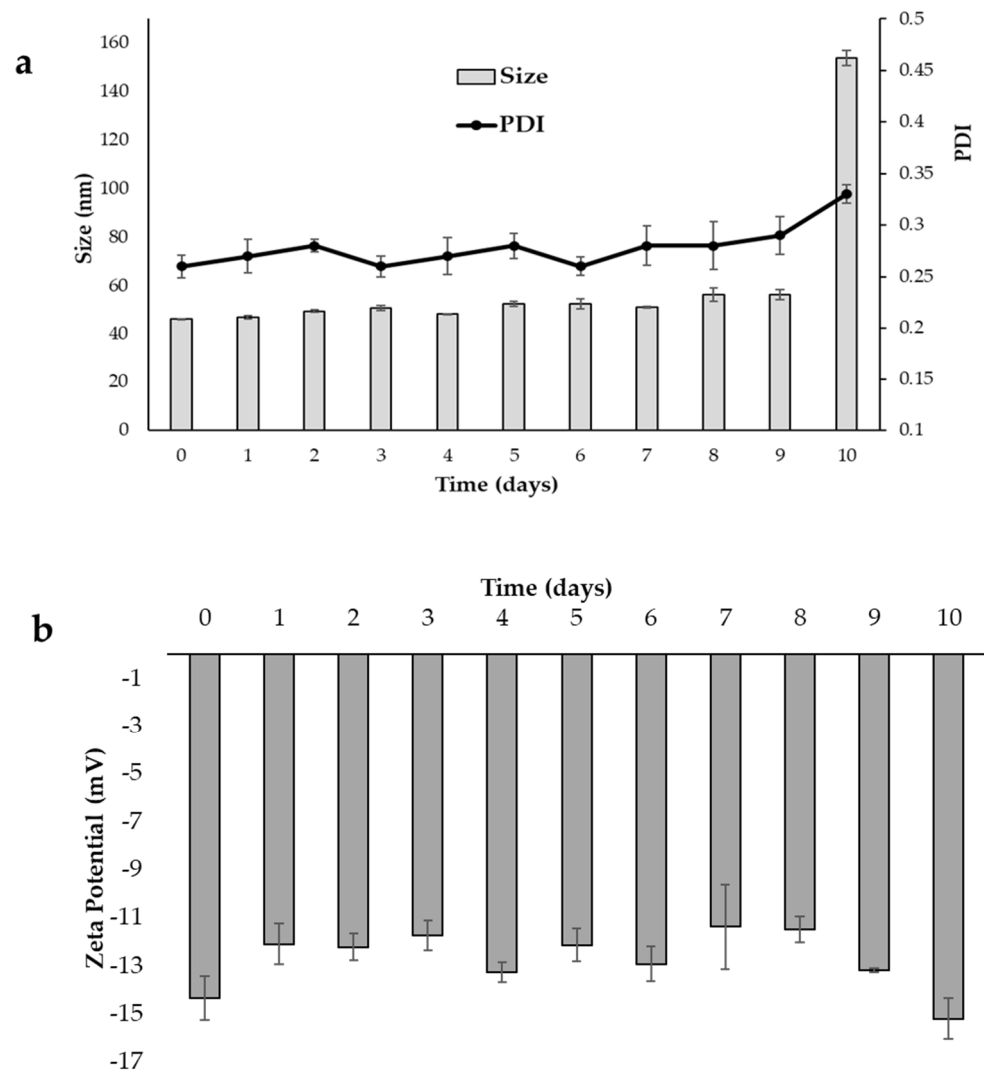 a
Size (nm)
160
140
120
100
80
60
40
20
0
Size
PDI
0.5
0.45
0.4
0.35
0.3
0.25
0.2
0.15
0.1
PDI
0 1 2 3 4 5 6 7 8 9 10
Time (days)
b
Time (days)
0 1 2 3 4 5 6 7 8 9 10
Zeta Potential (mV)
-1
-3
-5
-7
-9
-11
-13
-15
-17